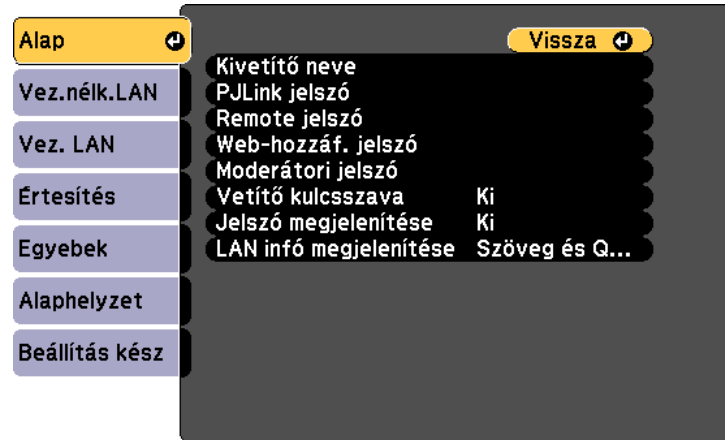 Alap
Vez.nélk.LAN
Vez. LAN
Értesítés
Egyebek
Alaphelyzet
Beállítás kész
Vissza
Kivetítő neve
PJLink jelszó
Remote jelszó
Web-hozzáf. jelszó
Moderátori jelszó
Vetítő kulcsszava Ki
Jelszó megjelenítése Ki
LAN infó megjelenítése Szöveg és Q...